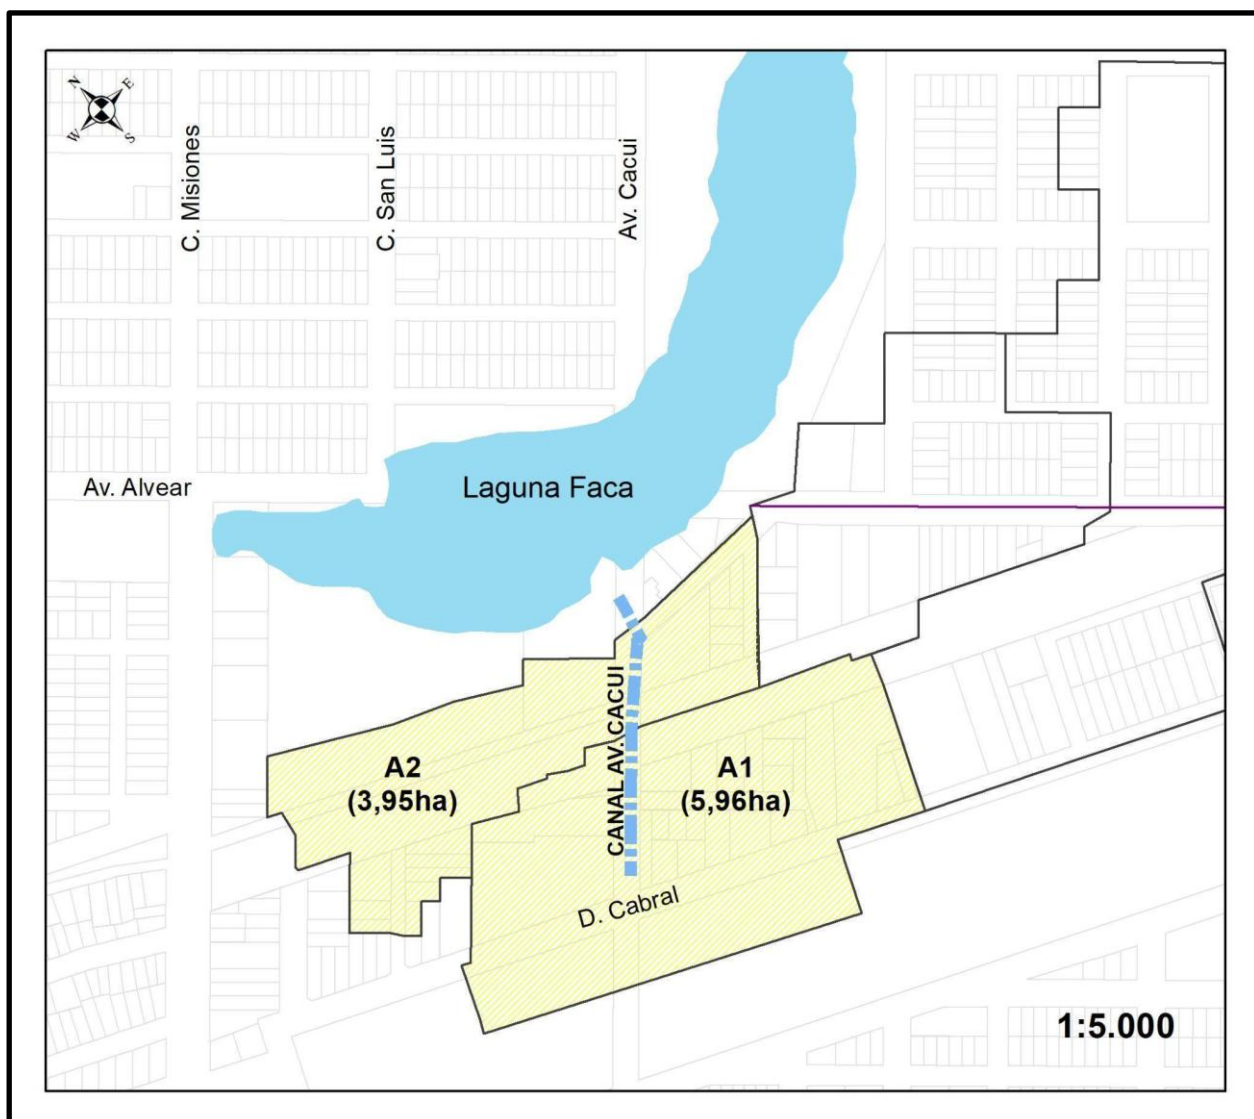 N
E
W
S
C. Misiones
C. San Luis
Av. Cacui
Av. Alvear
Laguna Faca
CANAL AV. CACUI
A2
(3,95ha)
A1
(5,96ha)
D. Cabral
1:5.000